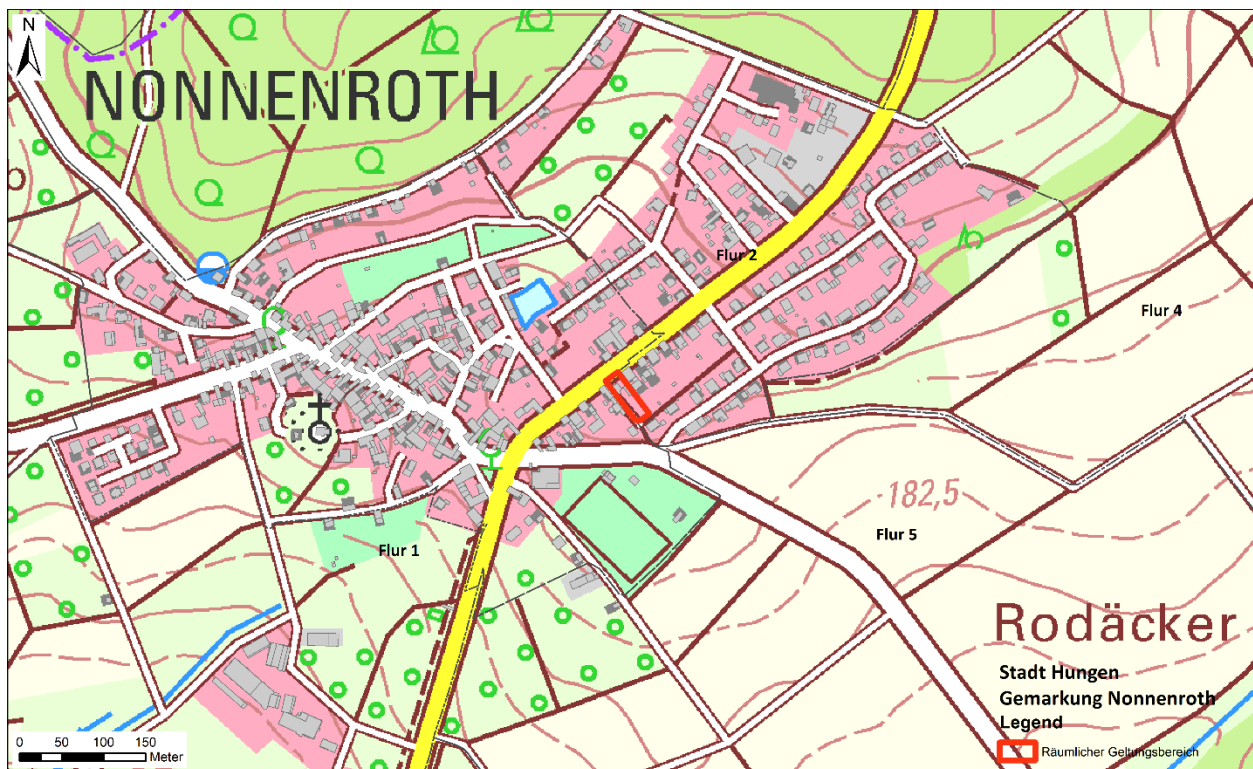 N
NONNENROTH
Flur 2
Flur 4
182,5
Flur 5
Flur 1
Rodäcker
Stadt Hungen
Gemarkung Nonnenroth
Legend
Räumlicher Geltungsbereich
0 50 100 150
Meter